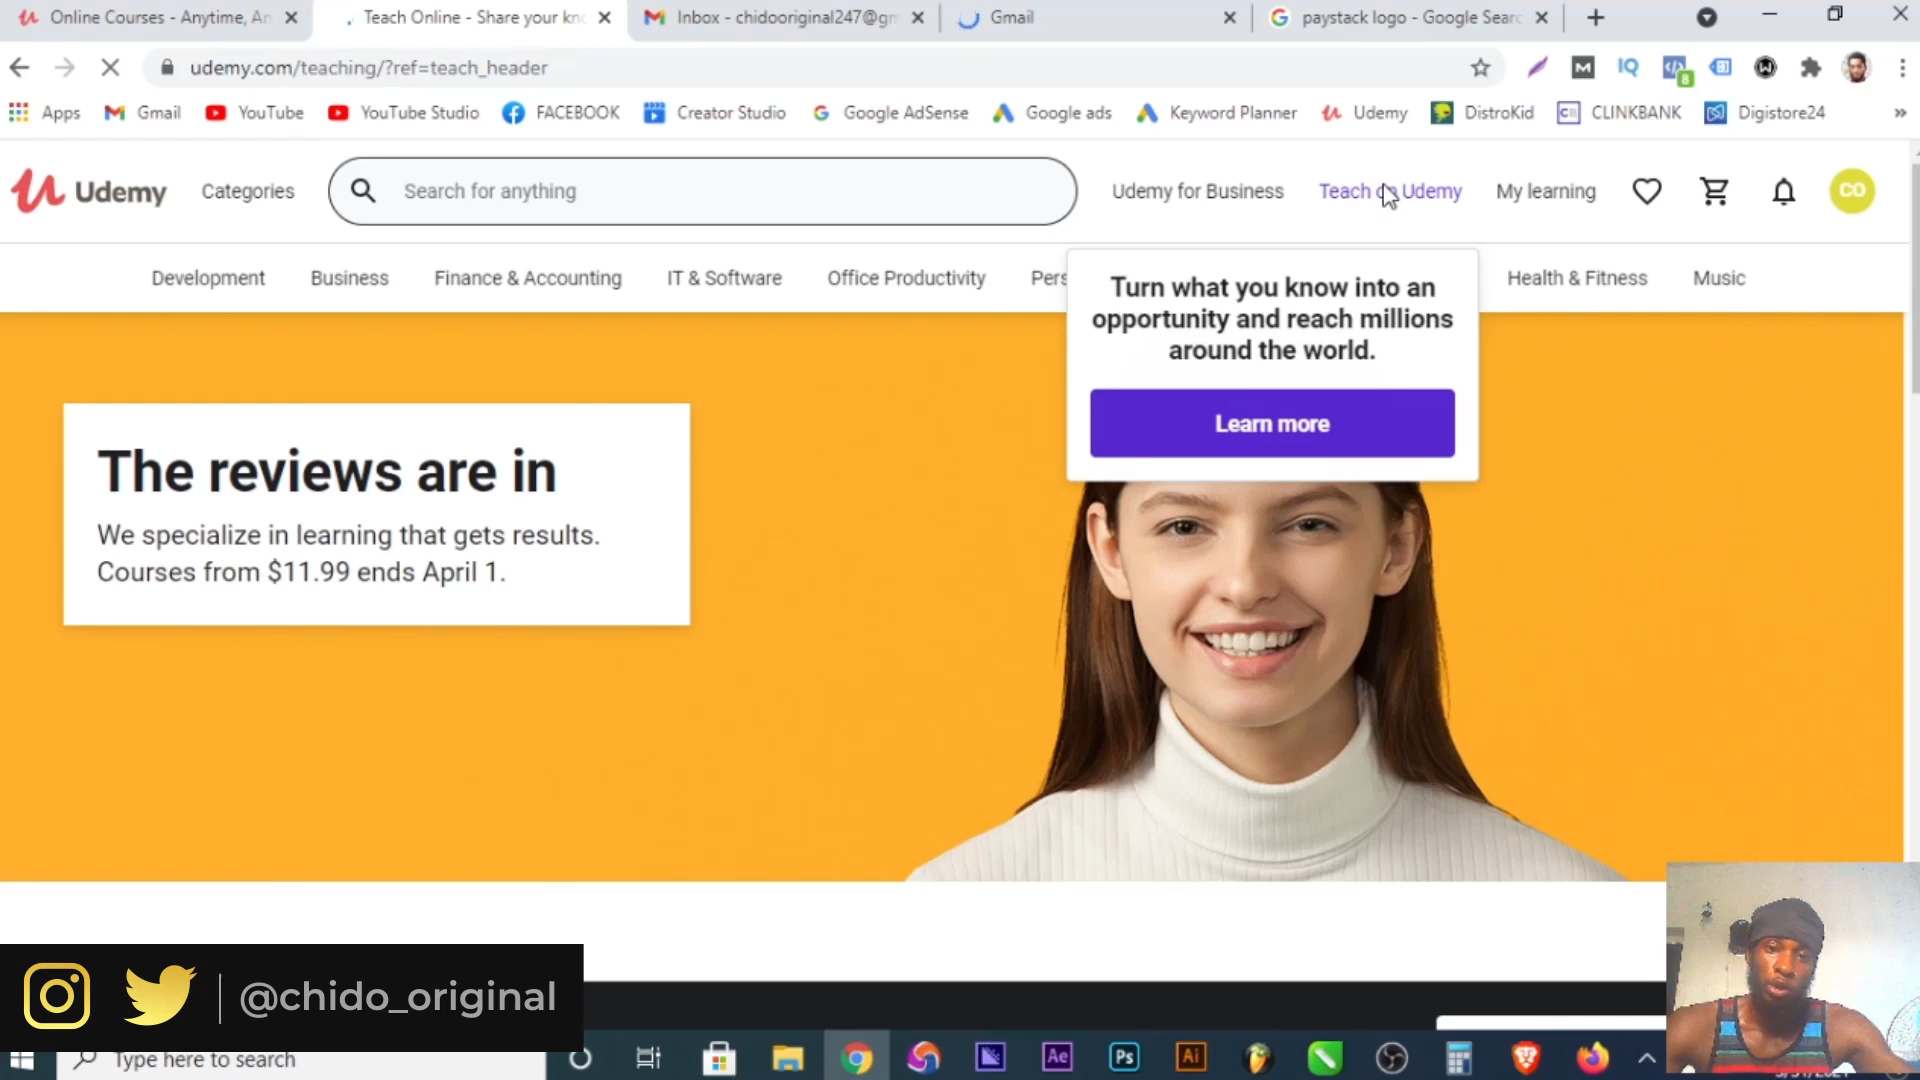 Online Courses - Anytime, An
Teach Online - Share your kno
Inbox - chidooriginal247@gm
Gmail
paystack logo - Google Searc
udemy.com/teaching/?ref=teach_header
Apps
Gmail
YouTube
YouTube Studio
FACEBOOK
Creator Studio
Google AdSense
Google ads
Keyword Planner
Udemy
DistroKid
CLINKBANK
Digistore24
Udemy
Categories
Search for anything
Udemy for Business
Teach on Udemy
My learning
CO
Development
Business
Finance & Accounting
IT & Software
Office Productivity
Pers
Health & Fitness
Music
Turn what you know into an
opportunity and reach millions
around the world.
Learn more
The reviews are in
We specialize in learning that gets results.
Courses from $11.99 ends April 1.
@chido_original
Type here to search
Ae
Ps
Ai